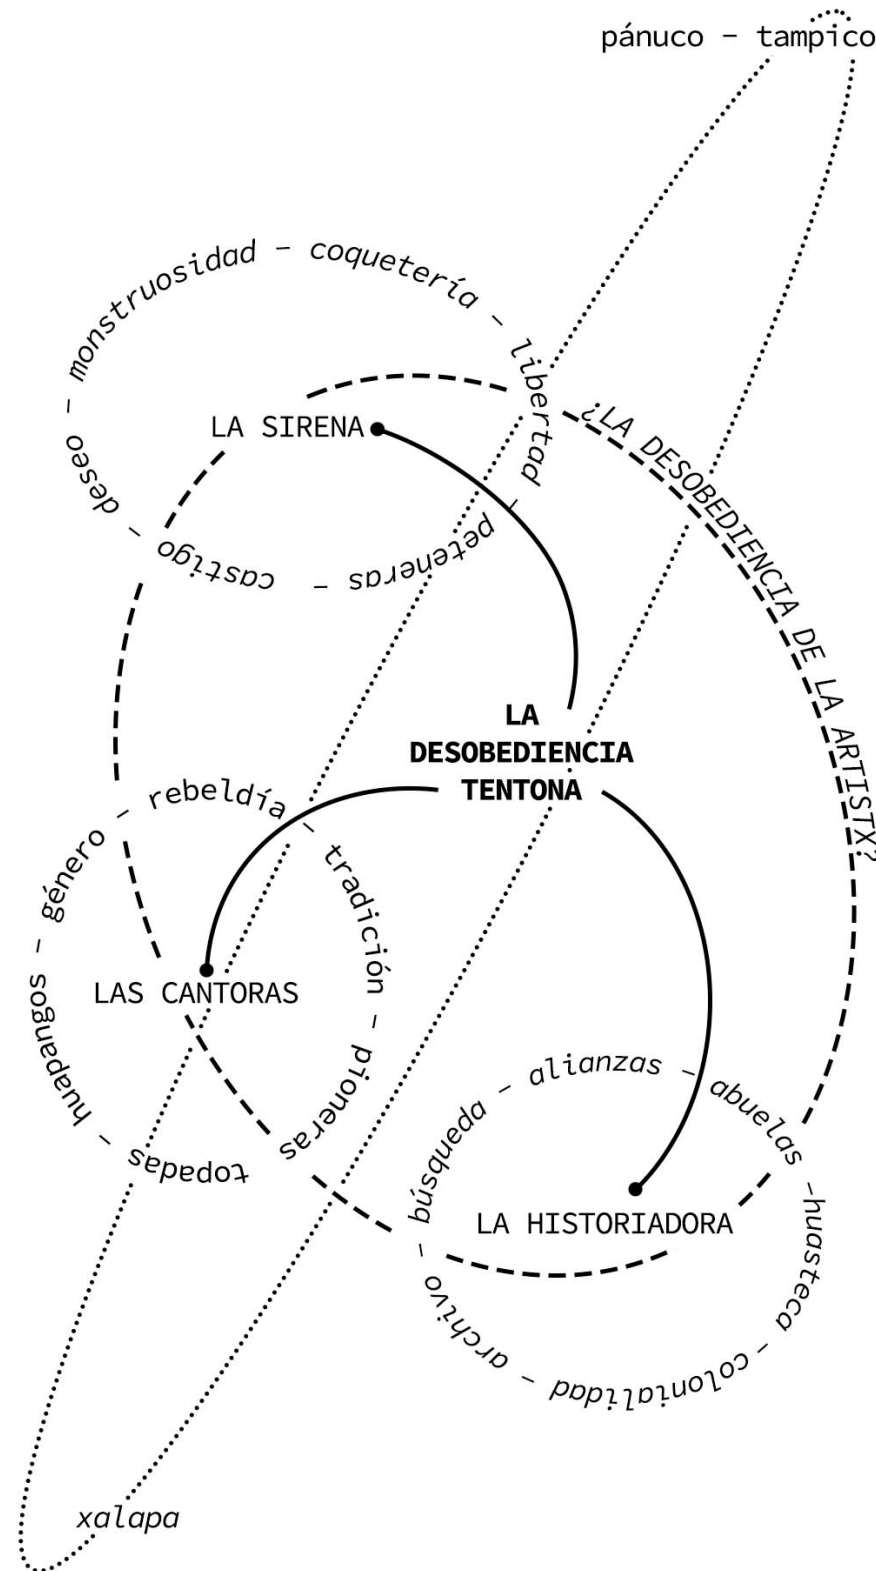 pánuco – tampico
monstruosidad – coquetería – libertad – peteneras – castigo – deseo –
LA SIRENA
¿LA DESOBEDIENCIA DE LA ARTISTX?
LA
DESOBEDIENCIA
TENTONA
rebeldía – tradición – pioneras topadas – huapangos – género –
LAS CANTORAS
búsqueda – alianzas – abuelas –huasteca – colonialidad – archivo –
LA HISTORIADORA
xalapa